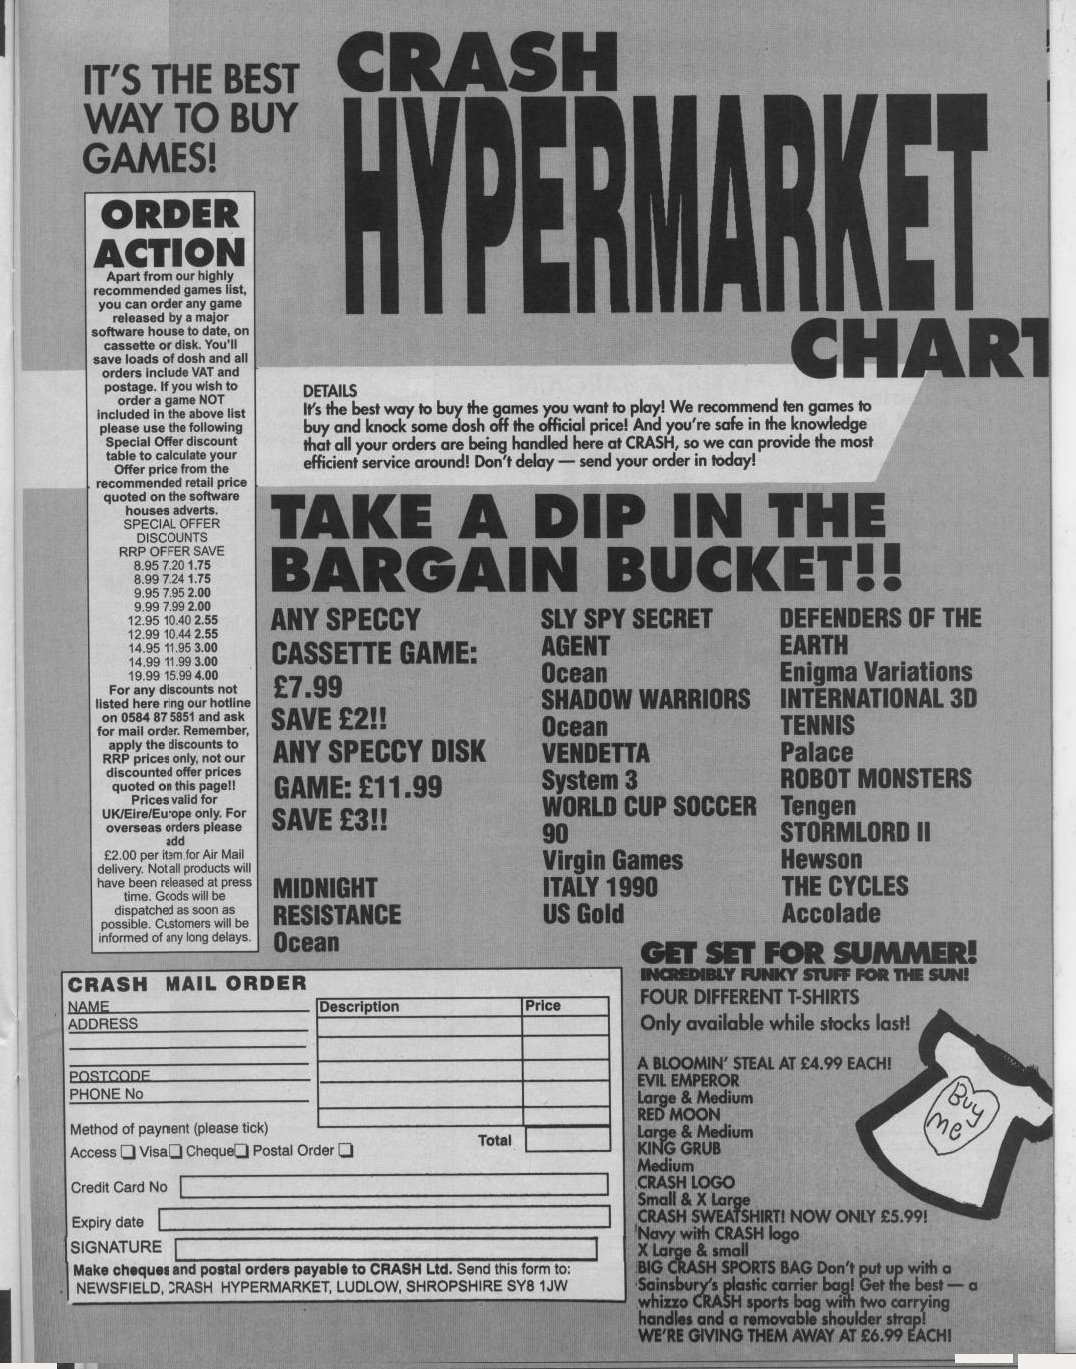 IT'S THE BEST
WAY TO BUY
GAMES!
CRASH
HYPERMARKET
CHART
ORDER
ACTION
Apart from our highly
recommended games list,
you can order any game
released by a major
software house to date, on
cassette or disk. You'll
save loads of dosh and all
orders include VAT and
postage. If you wish to
order a game NOT
included in the above list
please use the following
Special Offer discount
table to calculate your
Offer price from the
recommended retail price
quoted on the software
houses adverts.
SPECIAL OFFER
DISCOUNTS
RRP OFFER SAVE
8.95 7.20 1.75
8.99 7.24 1.75
9.95 7.95 2.00
9.99 7.99 2.00
12.95 10.40 2.55
12.99 10.44 2.55
14.95 11.95 3.00
14.99 11.99 3.00
19.99 15.99 4.00
For any discounts not
listed here ring our hotline
on 0584 87 5851 and ask
for mail order. Remember,
apply the discounts to
RRP prices only, not our
discounted offer prices
quoted on this page!!
Prices valid for
UK/Eire/Europe only. For
overseas orders please
add
£2.00 per item for Air Mail
delivery. Not all products will
have been released at press
time. Goods will be
dispatched as soon as
possible. Customers will be
informed of any long delays.
DETAILS
It's the best way to buy the games you want to play! We recommend ten games to
buy and knock some dosh off the official price! And you're safe in the knowledge
that all your orders are being handled here at CRASH, so we can provide the most
efficient service around! Don't delay — send your order in today!
TAKE A DIP IN THE
BARGAIN BUCKET!!
ANY SPECCY
CASSETTE GAME:
£7.99
SAVE £2!!
ANY SPECCY DISK
GAME: £11.99
SAVE £3!!
MIDNIGHT
RESISTANCE
Ocean
SLY SPY SECRET
AGENT
Ocean
SHADOW WARRIORS
Ocean
VENDETTA
System 3
WORLD CUP SOCCER
90
Virgin Games
ITALY 1990
US Gold
DEFENDERS OF THE
EARTH
Enigma Variations
INTERNATIONAL 3D
TENNIS
Palace
ROBOT MONSTERS
Tengen
STORMLORD II
Hewson
THE CYCLES
Accolade
CRASH MAIL ORDER
NAME
ADDRESS
POSTCODE
PHONE No
Description Price
Method of payment (please tick)
Access Visa Cheque Postal Order
Total
Credit Card No
Expiry date
SIGNATURE
Make cheques and postal orders payable to CRASH Ltd. Send this form to:
NEWSFIELD, CRASH HYPERMARKET, LUDLOW, SHROPSHIRE SY8 1JW
GET SET FOR SUMMER!
INCREDIBLY FUNKY STUFF FOR THE SUN!
FOUR DIFFERENT T-SHIRTS
Only available while stocks last!
A BLOOMIN' STEAL AT £4.99 EACH!
EVIL EMPEROR
Large & Medium
RED MOON
Large & Medium
KING GRUB
Medium
CRASH LOGO
Small & X Large
CRASH SWEATSHIRT! NOW ONLY £5.99!
Navy with CRASH logo
X Large & small
BIG CRASH SPORTS BAG Don't put up with a
Sainsbury's plastic carrier bag! Get the best — a
whizzo CRASH sports bag with two carrying
handles and a removable shoulder strap!
WE'RE GIVING THEM AWAY AT £6.99 EACH!
Buy
me